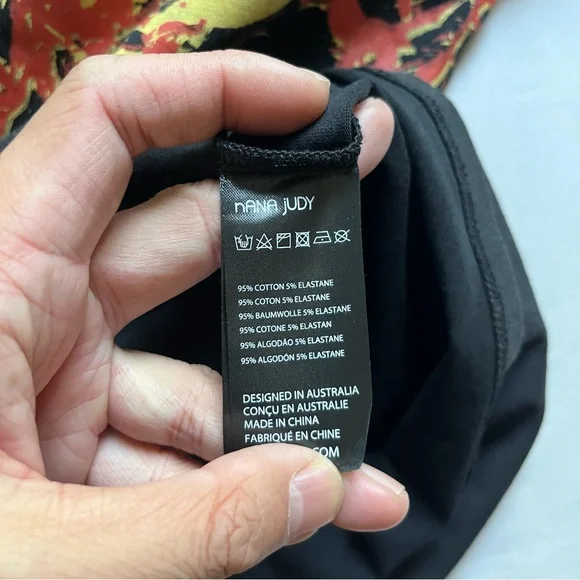 nANA jUDY
95% COTTON 5% ELASTANE
95% COTON 5% ELASTANE
95% BAUMWOLLE 5% ELASTANE
95% COTONE 5% ELASTAN
95% ALGODÃO 5% ELASTANE
95% ALGODÓN 5% ELASTANE
DESIGNED IN AUSTRALIA
CONÇU EN AUSTRALIE
MADE IN CHINA
FABRIQUÉ EN CHINE
.COM